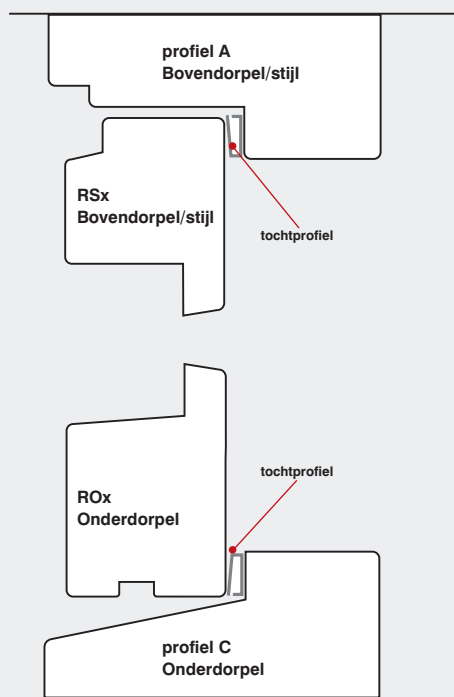 profiel A
Bovendorpel/stijl
RSx
Bovendorpel/stijl
tochtprofiel
tochtprofiel
ROx
Onderdorpel
profiel C
Onderdorpel